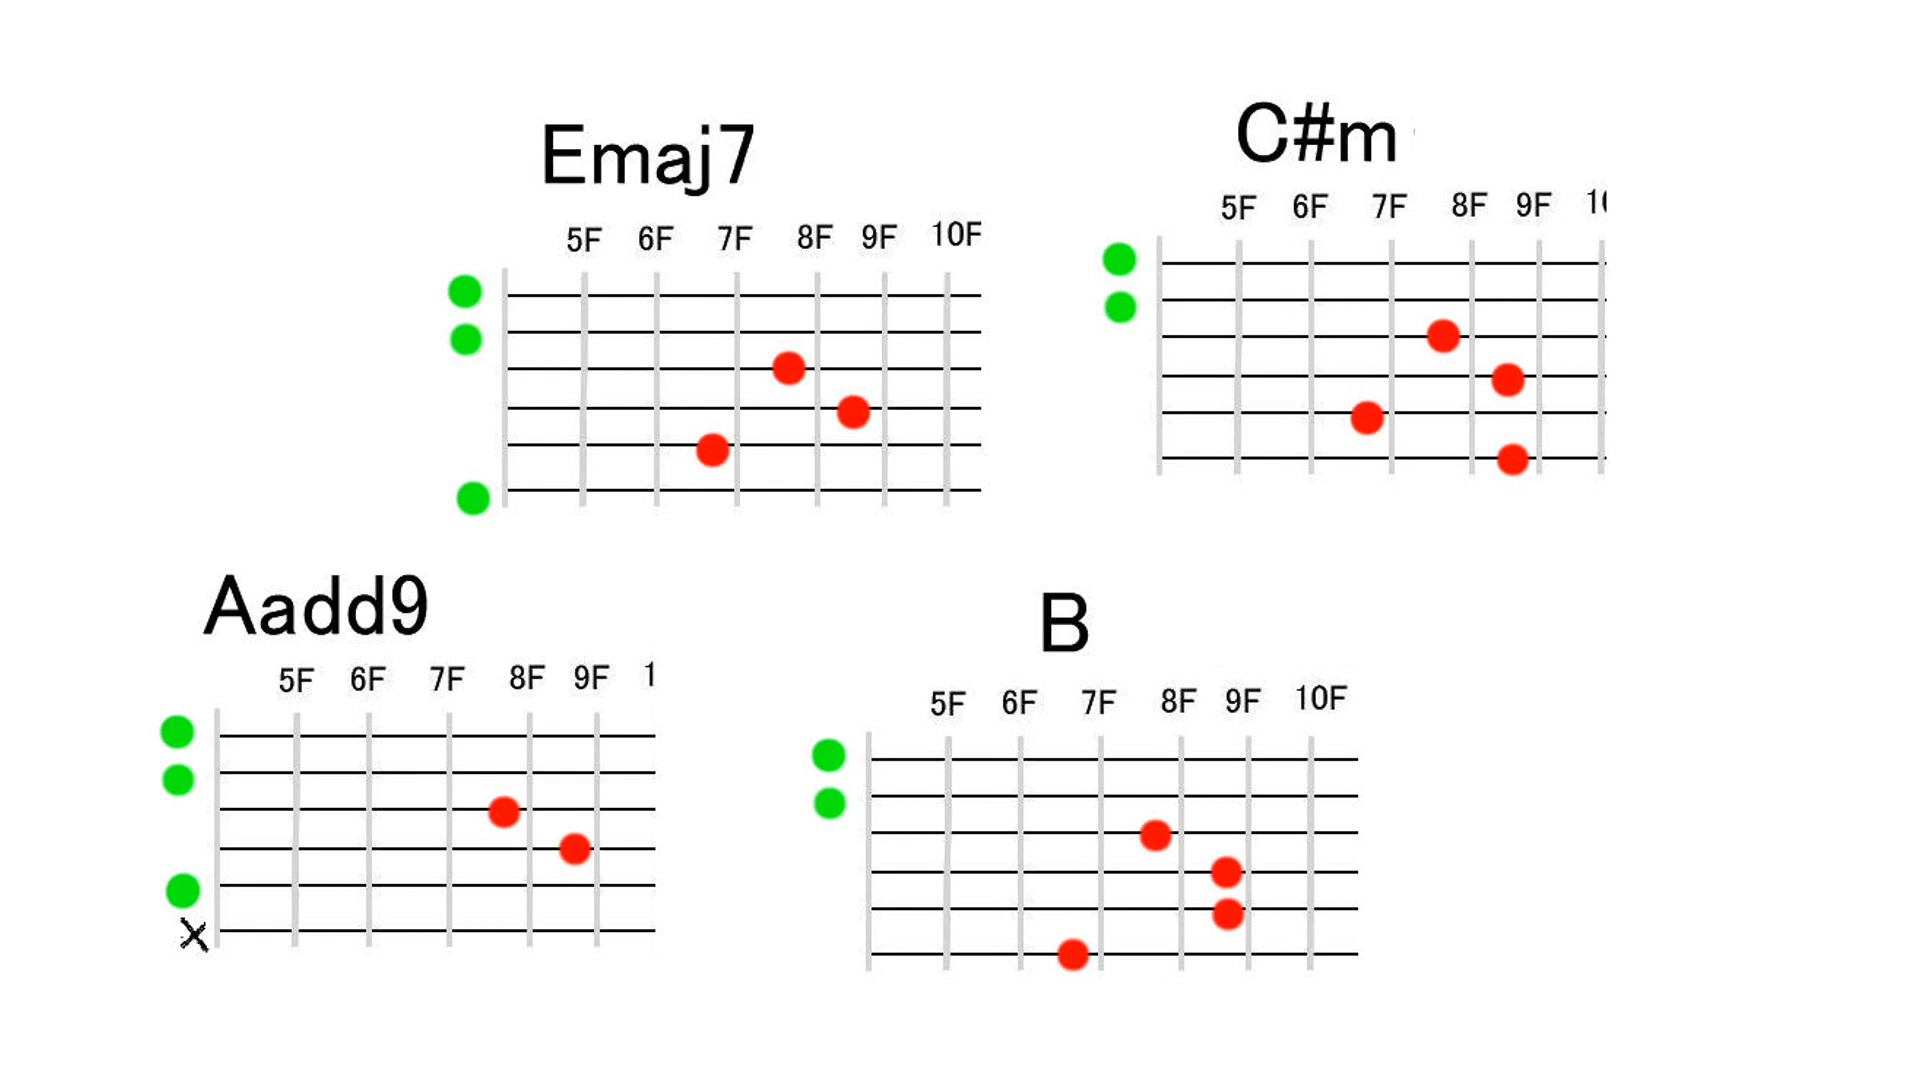 Emaj7
5F 6F 7F 8F 9F 10F
C#m
5F 6F 7F 8F 9F
Aadd9
5F 6F 7F 8F 9F 1
X
B
5F 6F 7F 8F 9F 10F